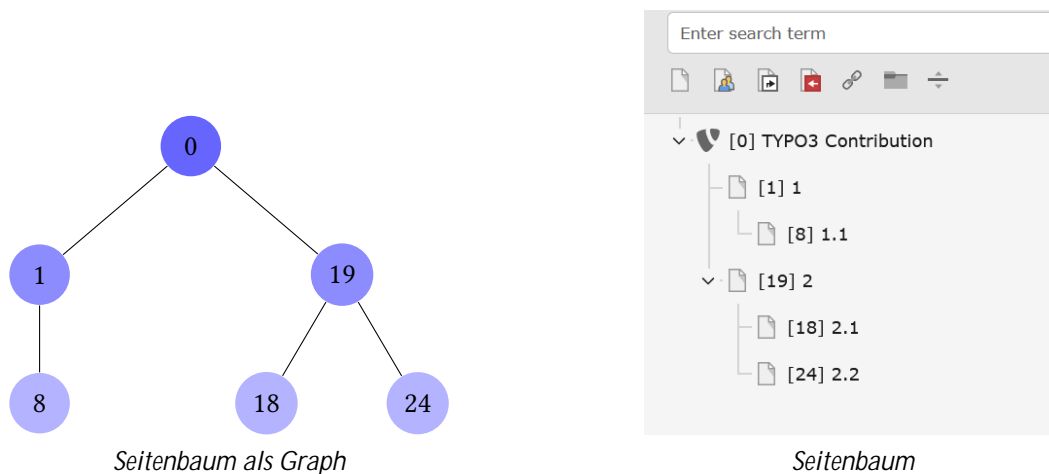 0
1
19
8
18
24
Seitenbaum als Graph
Enter search term
[0] TYPO3 Contribution
[1] 1
[8] 1.1
[19] 2
[18] 2.1
[24] 2.2
Seitenbaum